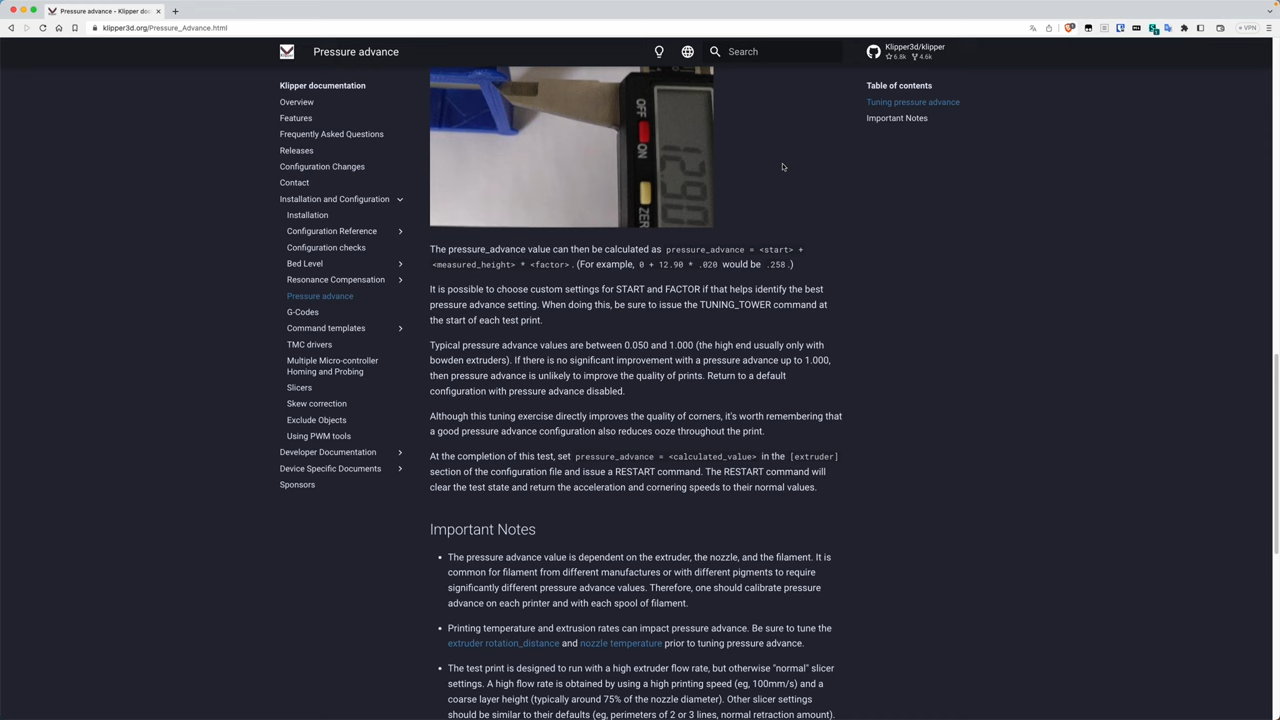 Pressure advance - Klipper doc
klipper3d.org/Pressure_Advance.html
VPN
KLIPPER
Pressure advance
Search
Klipper3d/klipper
6.8k 4.6k
Klipper documentation
Overview
Features
Frequently Asked Questions
Releases
Configuration Changes
Contact
Installation and Configuration
Installation
Configuration Reference
Configuration checks
Bed Level
Resonance Compensation
Pressure advance
G-Codes
Command templates
TMC drivers
Multiple Micro-controller
Homing and Probing
Slicers
Skew correction
Exclude Objects
Using PWM tools
Developer Documentation
Device Specific Documents
Sponsors
OFF
ON
ZERO
12.90
The pressure_advance value can then be calculated as pressure_advance = <start> +
<measured_height> * <factor>. (For example, 0 + 12.90 * .020 would be .258.)
It is possible to choose custom settings for START and FACTOR if that helps identify the best
pressure advance setting. When doing this, be sure to issue the TUNING_TOWER command at
the start of each test print.
Typical pressure advance values are between 0.050 and 1.000 (the high end usually only with
bowden extruders). If there is no significant improvement with a pressure advance up to 1.000,
then pressure advance is unlikely to improve the quality of prints. Return to a default
configuration with pressure advance disabled.
Although this tuning exercise directly improves the quality of corners, it's worth remembering that
a good pressure advance configuration also reduces ooze throughout the print.
At the completion of this test, set pressure_advance = <calculated_value> in the [extruder]
section of the configuration file and issue a RESTART command. The RESTART command will
clear the test state and return the acceleration and cornering speeds to their normal values.
Important Notes
• The pressure advance value is dependent on the extruder, the nozzle, and the filament. It is
common for filament from different manufactures or with different pigments to require
significantly different pressure advance values. Therefore, one should calibrate pressure
advance on each printer and with each spool of filament.
• Printing temperature and extrusion rates can impact pressure advance. Be sure to tune the
extruder rotation_distance and nozzle temperature prior to tuning pressure advance.
• The test print is designed to run with a high extruder flow rate, but otherwise "normal" slicer
settings. A high flow rate is obtained by using a high printing speed (eg, 100mm/s) and a
coarse layer height (typically around 75% of the nozzle diameter). Other slicer settings
should be similar to their defaults (eg, perimeters of 2 or 3 lines, normal retraction amount).
Table of contents
Tuning pressure advance
Important Notes